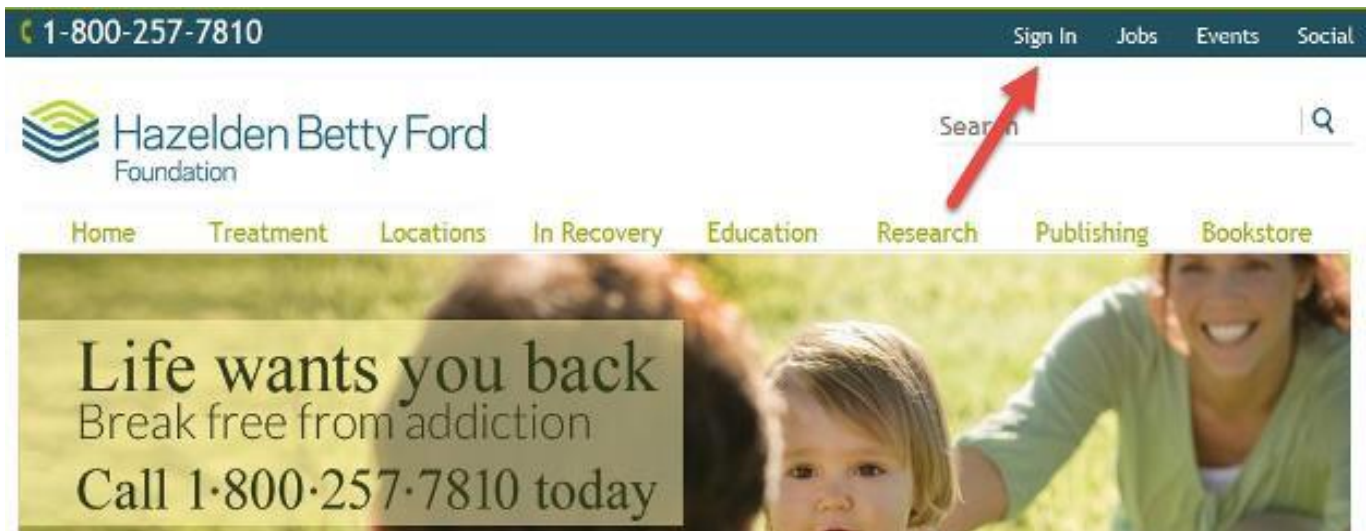 1-800-257-7810 Sign In Jobs Events Social
Hazelden Betty Ford
Foundation
Search
Home Treatment Locations In Recovery Education Research Publishing Bookstore
Life wants you back
Break free from addiction
Call 1·800·257·7810 today